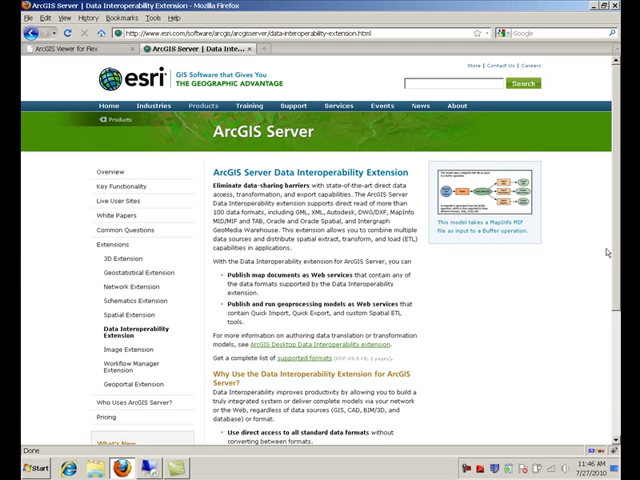 ArcGIS Server | Data Interoperability Extension - Mozilla Firefox
File Edit View History Bookmarks Tools Help
http://www.esri.com/software/arcgis/arcgisserver/data-interoperability-extension.html
Google
ArcGIS Viewer for Flex
ArcGIS Server | Data Inte...
Store | Contact Us | Careers
esri
GIS Software that Gives You
THE GEOGRAPHIC ADVANTAGE
Search
Home Industries Products Training Support Services Events News About
Products
ArcGIS Server
Overview
Key Functionality
Live User Sites
White Papers
Common Questions
Extensions
3D Extension
Geostatistical Extension
Network Extension
Schematics Extension
Spatial Extension
Data Interoperability
Extension
Image Extension
Workflow Manager
Extension
Geoportal Extension
Who Uses ArcGIS Server?
Pricing
What's New
ArcGIS Server Data Interoperability Extension
Eliminate data-sharing barriers with state-of-the-art direct data
access, transformation, and export capabilities. The ArcGIS Server
Data Interoperability extension supports direct read of more than
100 data formats, including GML, XML, Autodesk, DWG/DXF, MapInfo
MID/MIF and TAB, Oracle and Oracle Spatial, and Intergraph
GeoMedia Warehouse. This extension allows you to combine multiple
data sources and distribute spatial extract, transform, and load (ETL)
capabilities in applications.
With the Data Interoperability extension for ArcGIS Server, you can
Publish map documents as Web services that contain any
of the data formats supported by the Data Interoperability
extension.
Publish and run geoprocessing models as Web services that
contain Quick Import, Quick Export, and custom Spatial ETL
tools.
For more information on authoring data translation or transformation
models, see ArcGIS Desktop Data Interoperability extension.
Get a complete list of supported formats
Why Use the Data Interoperability Extension for ArcGIS
Server?
Data Interoperability improves productivity by allowing you to build a
truly integrated system or deliver complete models via your network
or the Web, regardless of data sources (GIS, CAD, BIM/3D, and
database) or format.
Use direct access to all standard data formats without
converting between formats.
This model takes a MapInfo MIF
file as input to a Buffer operation.
Done
Start
11:46 AM
7/27/2010